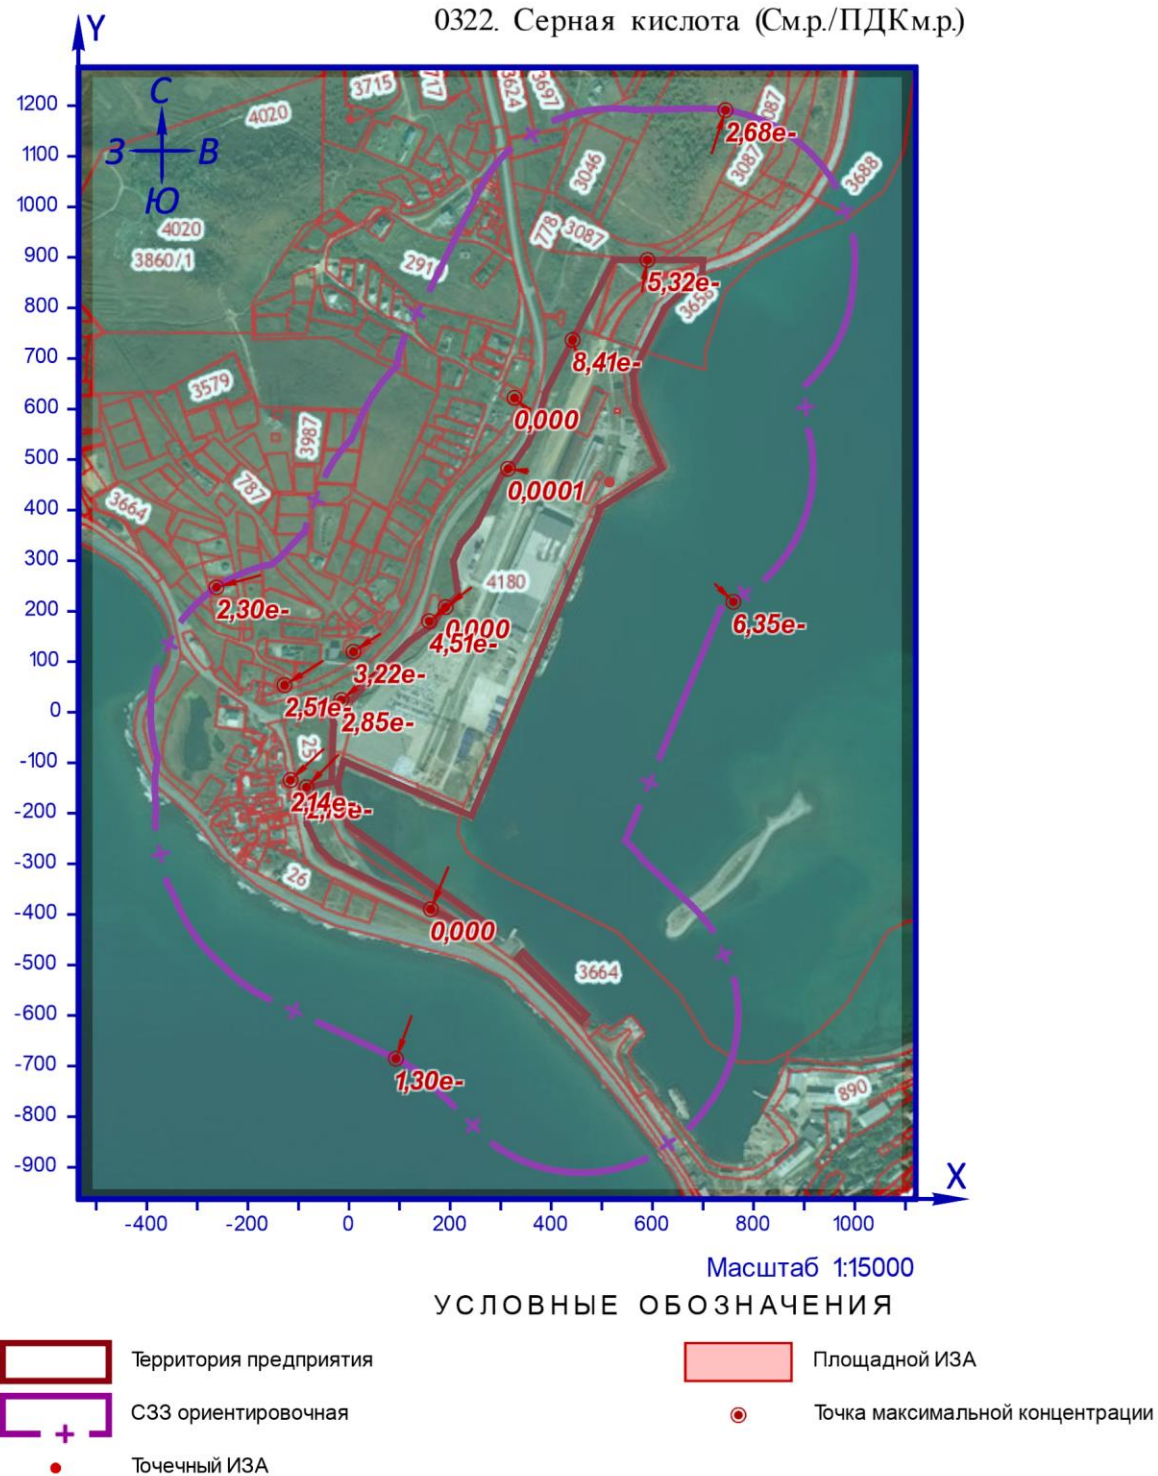 0322. Серная кислота (См.р./ПДКм.р.)
Y
С
З В
Ю
1200
1100
1000
900
800
700
600
500
400
300
200
100
0
-100
-200
-300
-400
-500
-600
-700
-800
-900
4020
3715
717
3624
3697
3087
2,68e-
3087
3046
3688
4020
3860/1
778
3087
291
5,32e-
3658
8,41e-
3579
0,000
3987
787
0,0001
3664
4180
2,30e-
0,000
4,51e-
6,35e-
3,22e-
2,51e-
2,85e-
25
2,14e-
26
0,000
3664
1,30e-
890
X
-400 -200 0 200 400 600 800 1000
Масштаб 1:15000
УСЛОВНЫЕ ОБОЗНАЧЕНИЯ
Территория предприятия
Площадной ИЗА
СЗЗ ориентировочная
Точка максимальной концентрации
Точечный ИЗА